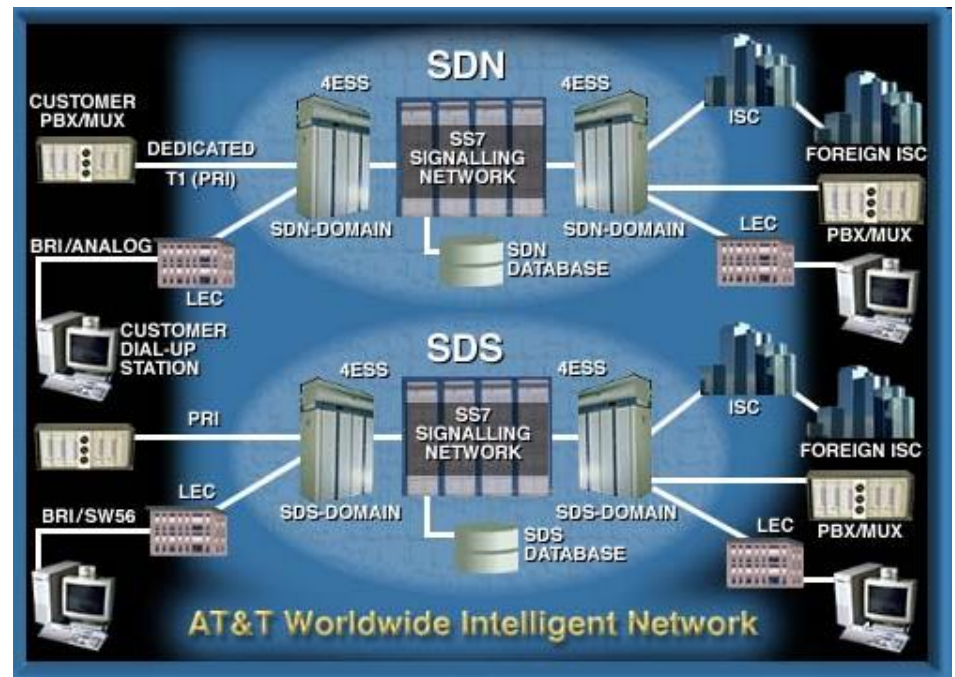 SDN
4ESS
4ESS
CUSTOMER
PBX/MUX
ISC
DEDICATED
T1 (PRI)
SS7
SIGNALLING
NETWORK
FOREIGN ISC
SDN-DOMAIN
SDN-DOMAIN
LEC
PBX/MUX
BRI/ANALOG
LEC
SDN
DATABASE
CUSTOMER
DIAL-UP
STATION
SDS
4ESS
4ESS
ISC
PRI
SS7
SIGNALLING
NETWORK
FOREIGN ISC
LEC
BRI/SW56
SDS-DOMAIN
SDS-DOMAIN
LEC
PBX/MUX
SDS
DATABASE
AT&T Worldwide Intelligent Network